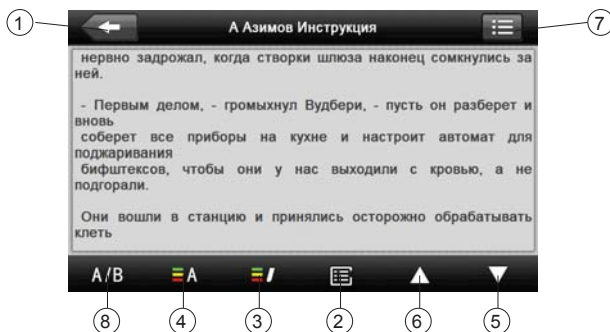 1
А Азимов Инструкция
7
нервно задрожал, когда створки шлюза наконец сомкнулись за
ней.
- Первым делом, - громыхнул Вудбери, - пусть он разберет и
вновь
соберет все приборы на кухне и настроит автомат для
поджаривания
бифштексов, чтобы они у нас выходили с кровью, а не
подгорали.
Они вошли в станцию и принялись осторожно обрабатывать
клеть
A/B A
8 4 3 2 6 5